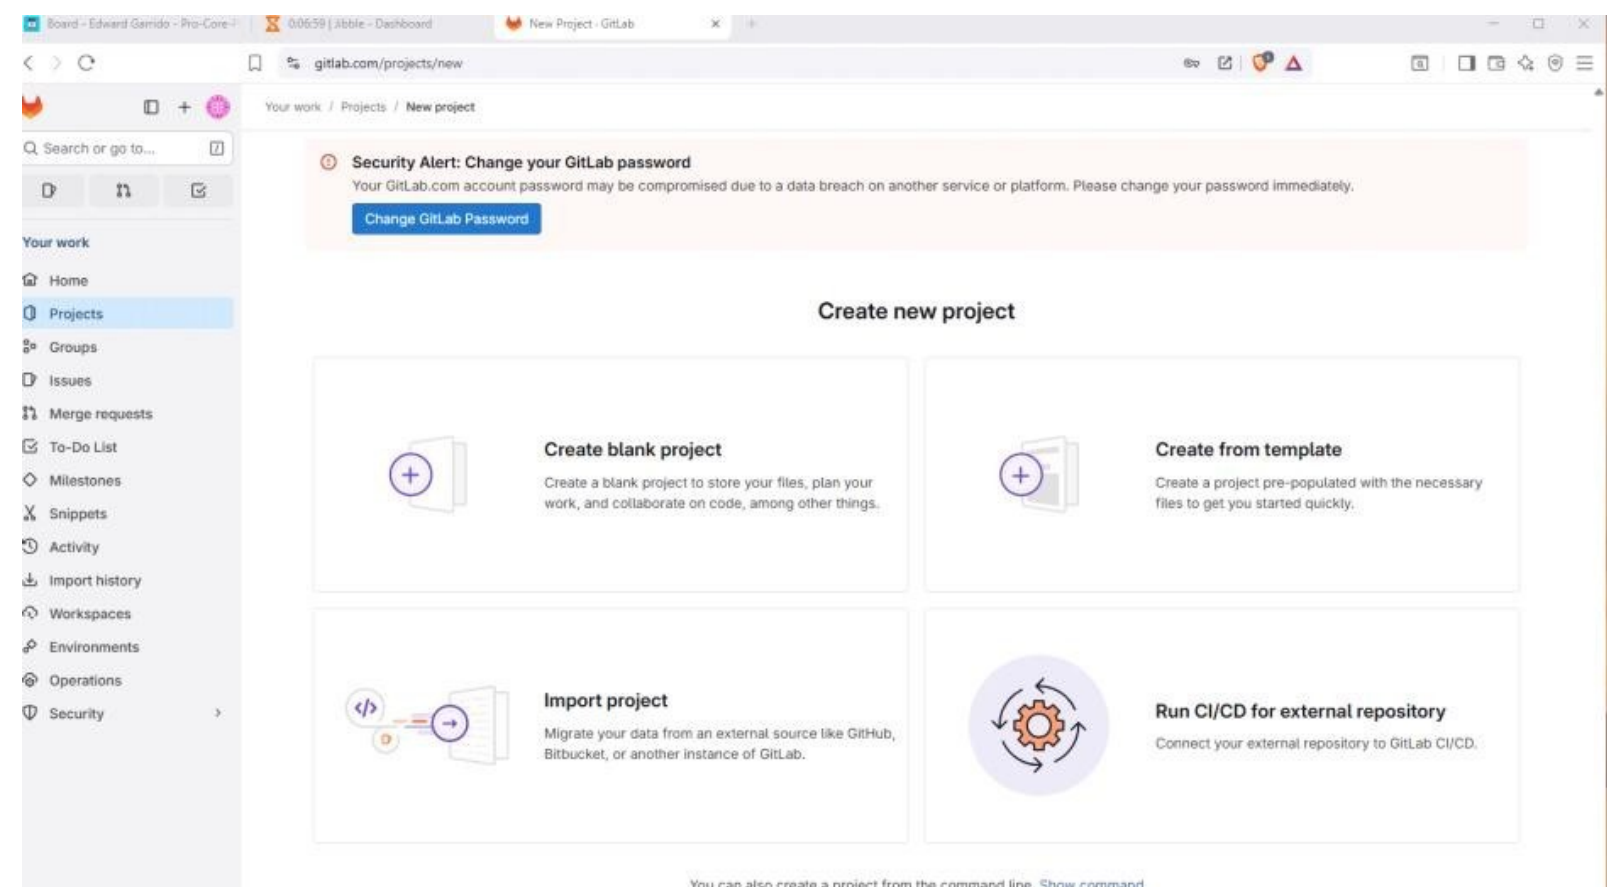 Board - Edward Garrido - Pro-Core-
0:06:59 | Jibble - Dashboard
New Project · GitLab
gitlab.com/projects/new
Your work / Projects / New project
Search or go to...
Security Alert: Change your GitLab password
Your GitLab.com account password may be compromised due to a data breach on another service or platform. Please change your password immediately.
Change GitLab Password
Your work
Home
Projects
Groups
Issues
Merge requests
To-Do List
Milestones
Snippets
Activity
Import history
Workspaces
Environments
Operations
Security
Create new project
Create blank project
Create a blank project to store your files, plan your
work, and collaborate on code, among other things.
Create from template
Create a project pre-populated with the necessary
files to get you started quickly.
Import project
Migrate your data from an external source like GitHub,
Bitbucket, or another instance of GitLab.
Run CI/CD for external repository
Connect your external repository to GitLab CI/CD.
You can also create a project from the command line. Show command